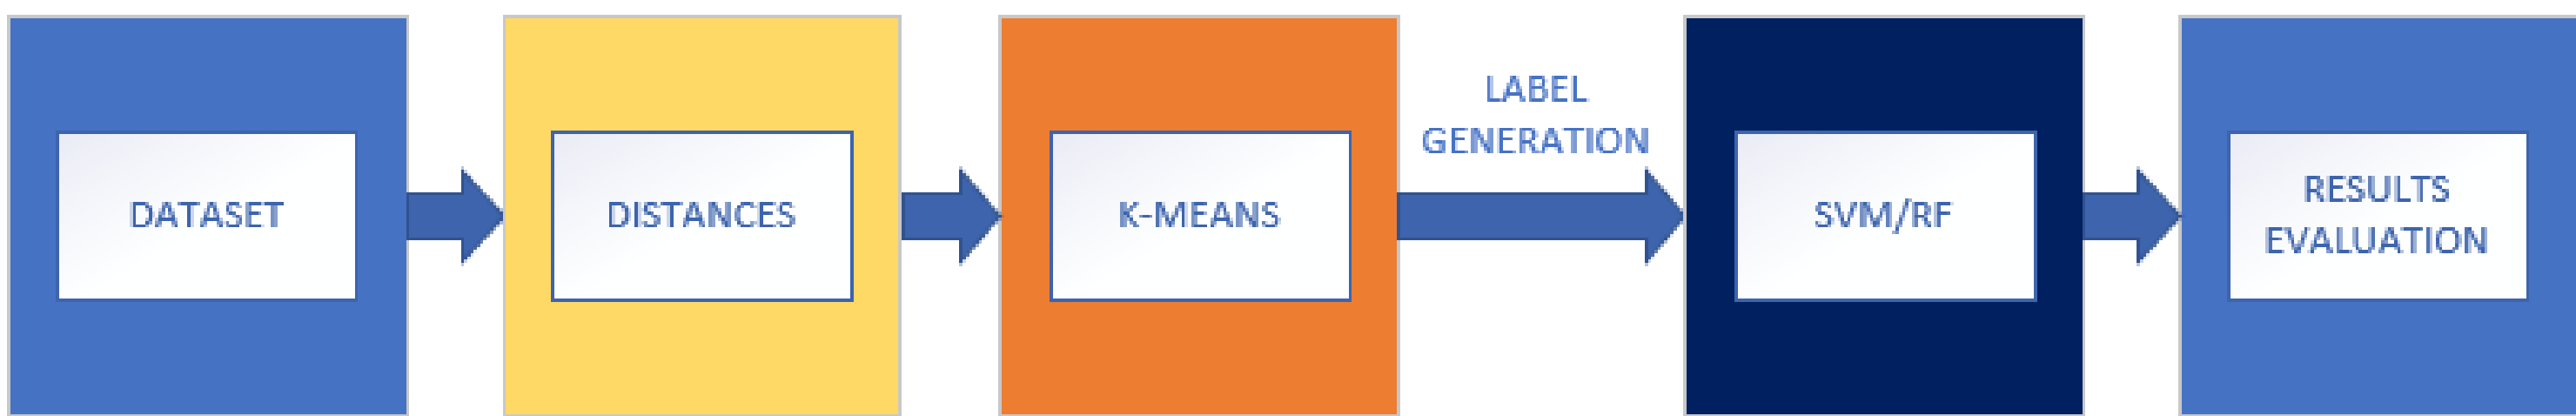 DATASET
DISTANCES
K-MEANS
LABEL
GENERATION
SVM/RF
RESULTS
EVALUATION